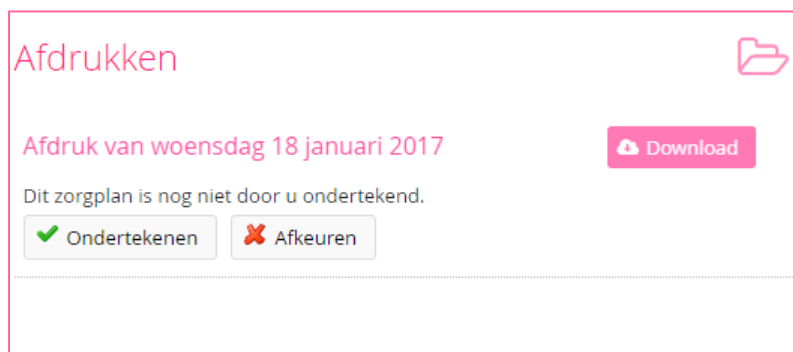 Afdrukken
Afdruk van woensdag 18 januari 2017
Download
Dit zorgplan is nog niet door u ondertekend.
Ondertekenen
Afkeuren